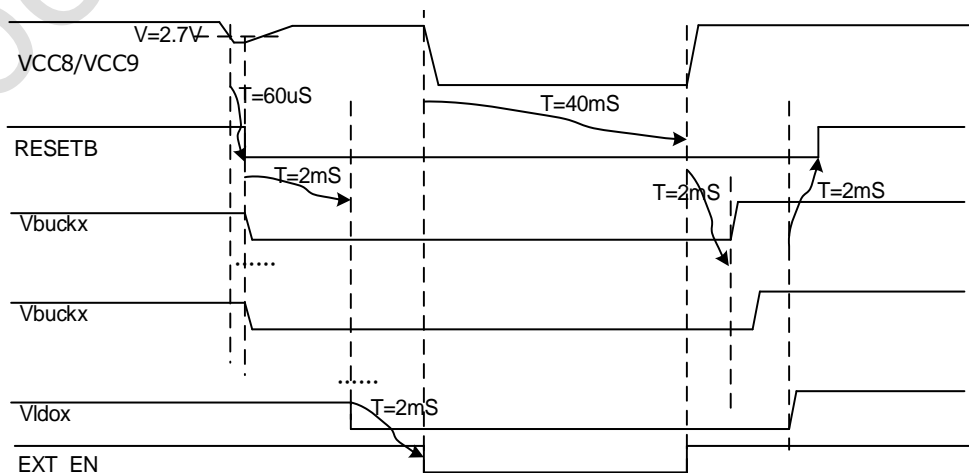 V=2.7V
VCC8/VCC9
T=60uS
T=40mS
RESETB
T=2mS
T=2mS
T=2mS
Vbuckx
......
Vbuckx
......
Vldox
T=2mS
EXT_EN